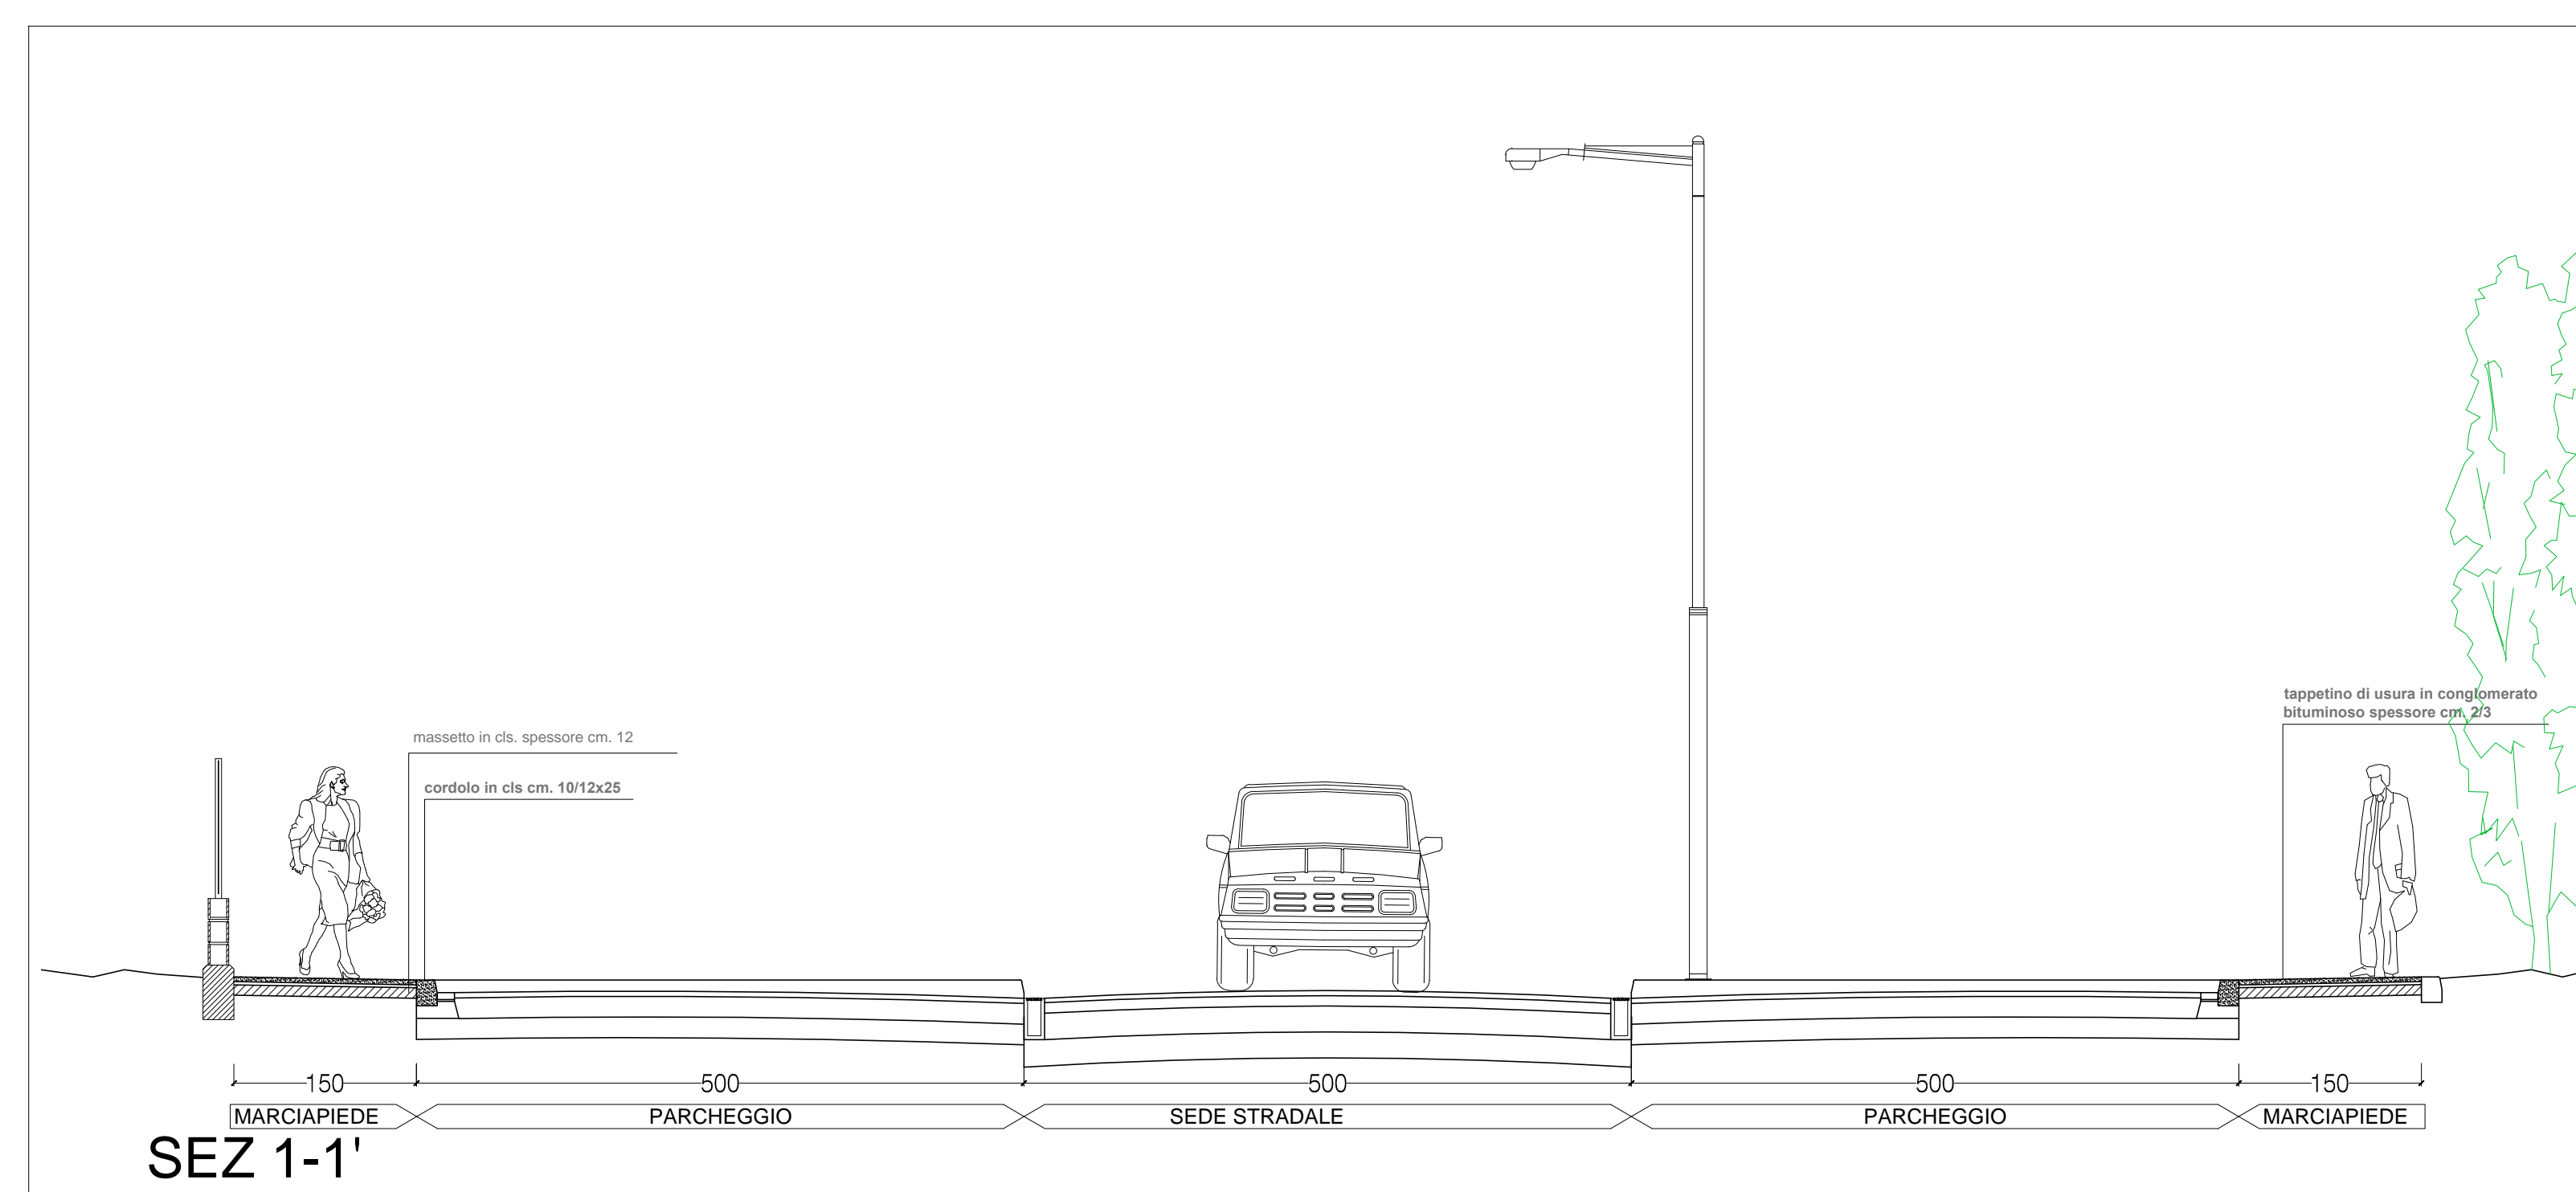 tappetino di usura in conglomerato
bituminoso spessore cm. 2/3
massetto in cls. spessore cm. 12
cordolo in cls cm. 10/12x25
150 500 500 500 150
MARCIAPIEDE PARCHEGGIO SEDE STRADALE PARCHEGGIO MARCIAPIEDE
SEZ 1-1'